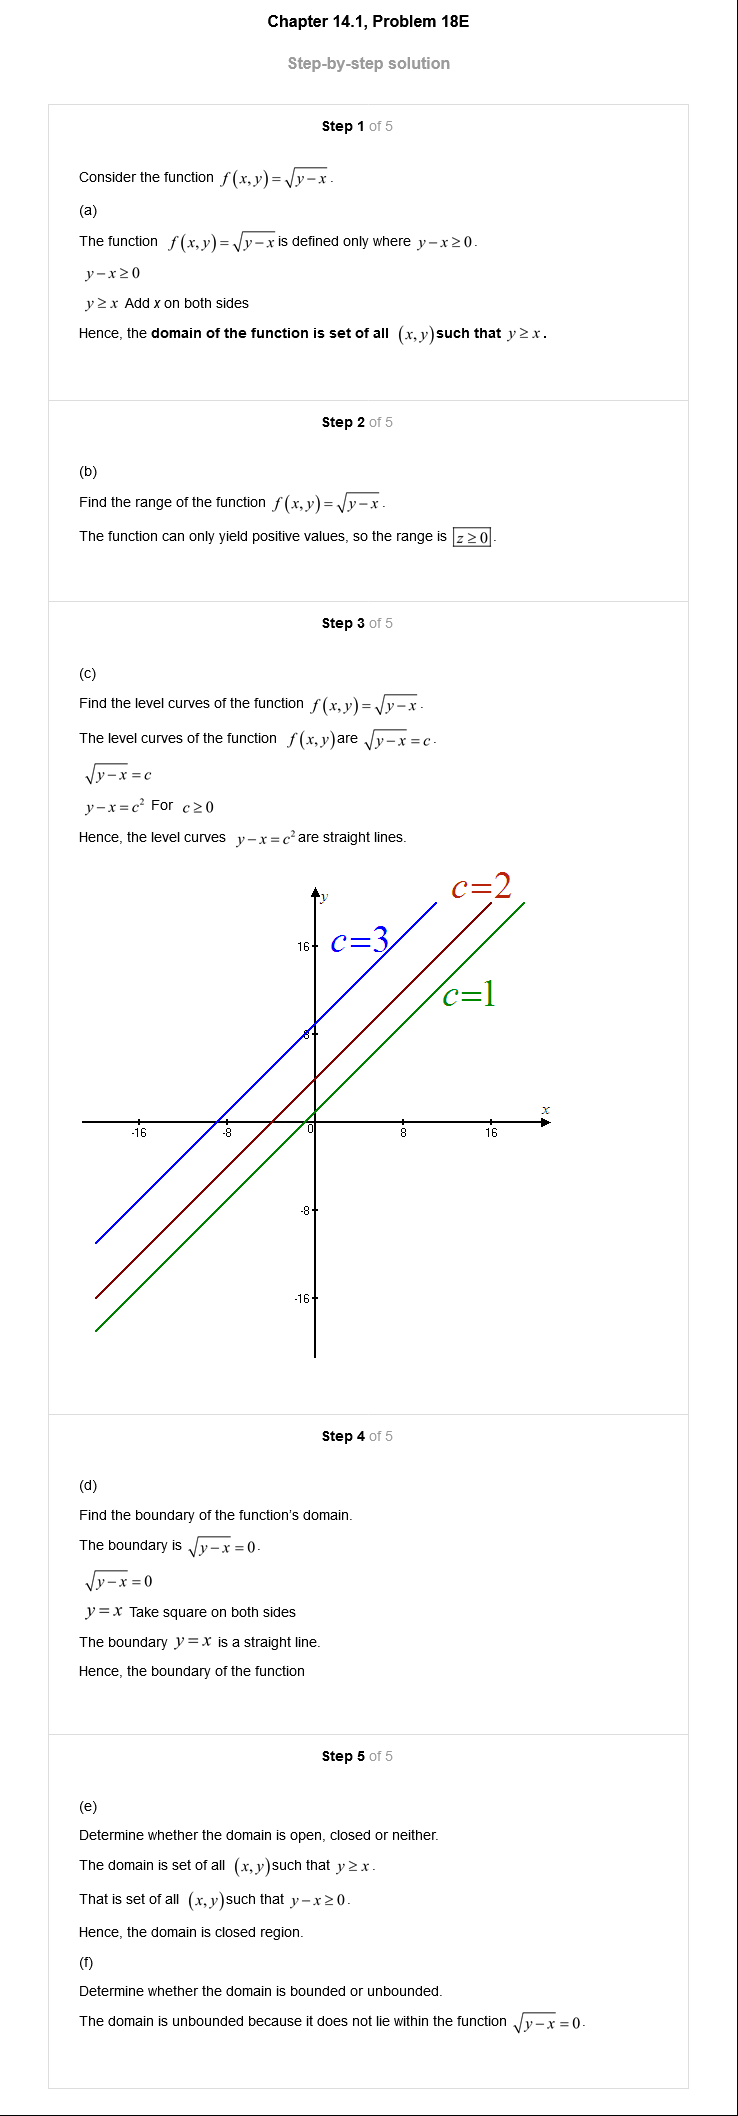 Chapter 14.1, Problem 18E
Step-by-step solution
Step 1 of 5
Consider the function f(x,y)=√(y−x).
(a)
The function f(x,y)=√(y−x) is defined only where y−x≥0.
y−x≥0
y≥x Add x on both sides
Hence, the domain of the function is set of all (x,y) such that y≥x.
Step 2 of 5
(b)
Find the range of the function f(x,y)=√(y−x).
The function can only yield positive values, so the range is z≥0.
Step 3 of 5
(c)
Find the level curves of the function f(x,y)=√(y−x).
The level curves of the function f(x,y) are √(y−x)=c.
√(y−x)=c
y−x=c² For c≥0
Hence, the level curves y−x=c² are straight lines.
c=2
y
16 c=3
c=1
8
x
-16 -8 0 8 16
-8
-16
Step 4 of 5
(d)
Find the boundary of the function's domain.
The boundary is √(y−x)=0.
√(y−x)=0
y=x Take square on both sides
The boundary y=x is a straight line.
Hence, the boundary of the function
Step 5 of 5
(e)
Determine whether the domain is open, closed or neither.
The domain is set of all (x,y) such that y≥x.
That is set of all (x,y) such that y−x≥0.
Hence, the domain is closed region.
(f)
Determine whether the domain is bounded or unbounded.
The domain is unbounded because it does not lie within the function √(y−x)=0.